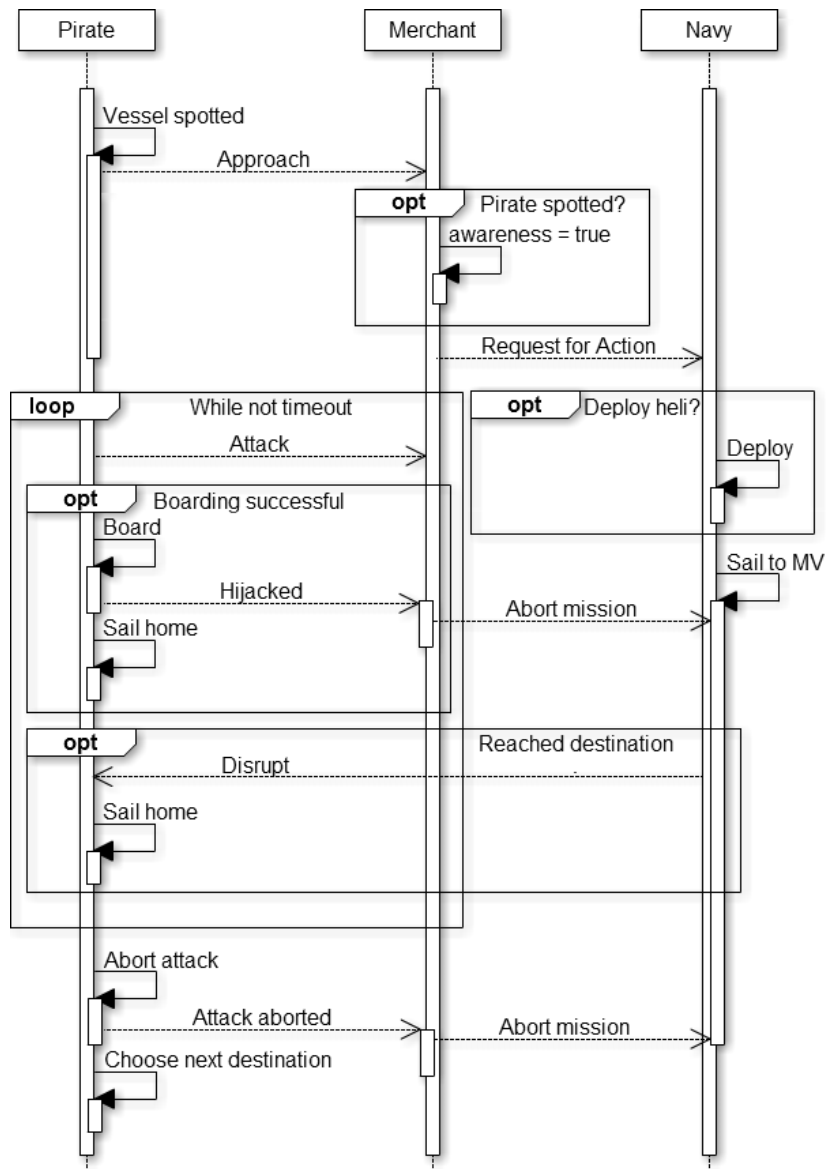 Pirate
Merchant
Navy
Vessel spotted
Approach
opt
Pirate spotted?
awareness = true
Request for Action
loop
While not timeout
opt
Deploy heli?
Attack
Deploy
opt
Boarding successful
Board
Sail to MV
Hijacked
Abort mission
Sail home
opt
Reached destination
Disrupt
Sail home
Abort attack
Attack aborted
Abort mission
Choose next destination